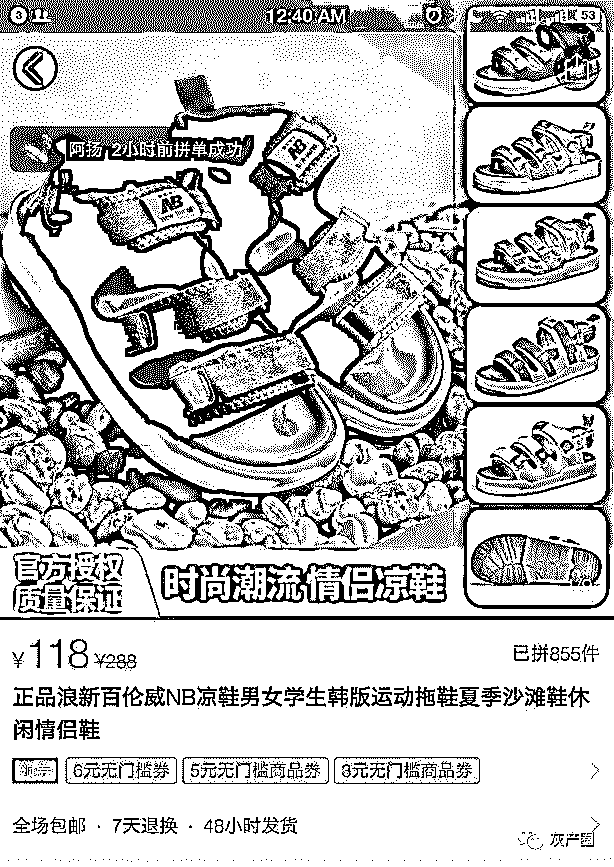 3
12:40 AM
53
阿扬 2小时前拼单成功
官方授权
质量保证
时尚潮流 情侣凉鞋
¥118 ¥288 已拼855件
正品浪新百伦威NB凉鞋男女学生韩版运动拖鞋夏季沙滩鞋休
闲情侣鞋
6元无门槛券 5元无门槛商品券 3元无门槛商品券
全场包邮 · 7天退换 · 48小时发货
灰产圈